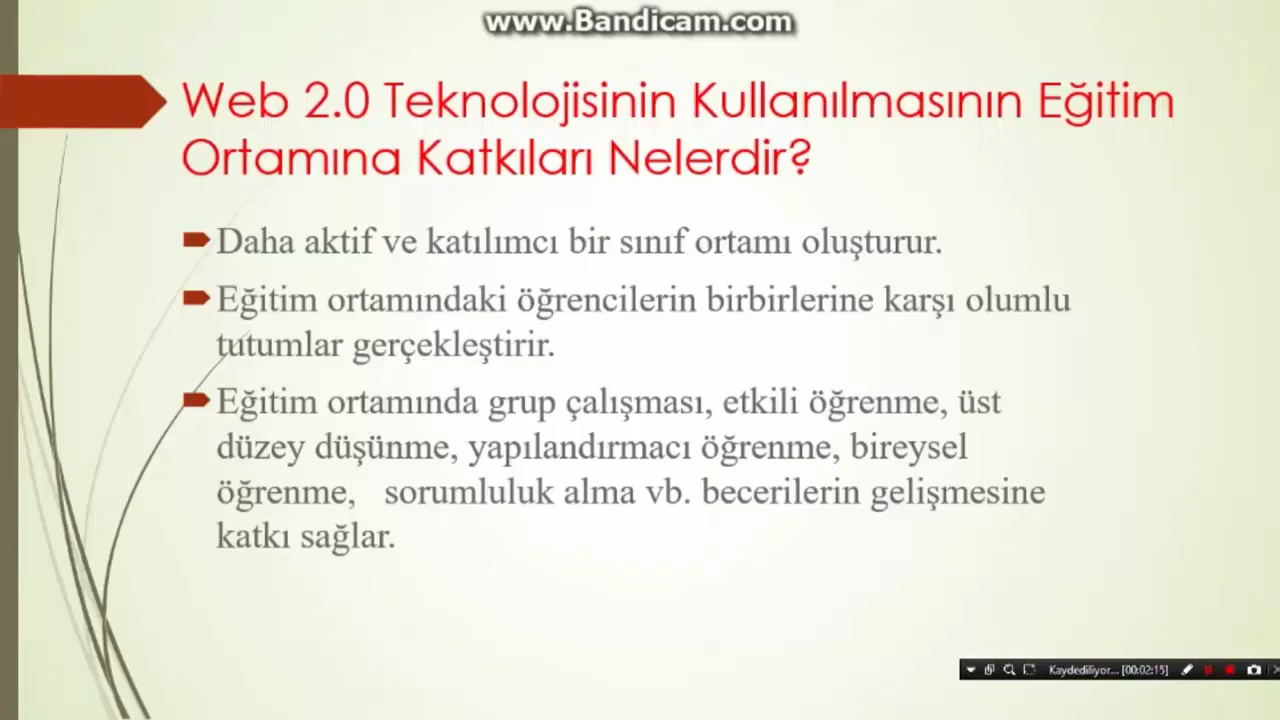 www.Bandicam.com
Web 2.0 Teknolojisinin Kullanılmasının Eğitim
Ortamına Katkıları Nelerdir?
Daha aktif ve katılımcı bir sınıf ortamı oluşturur.
Eğitim ortamındaki öğrencilerin birbirlerine karşı olumlu
tutumlar gerçekleştirir.
Eğitim ortamında grup çalışması, etkili öğrenme, üst
düzey düşünme, yapılandırmacı öğrenme, bireysel
öğrenme, sorumluluk alma vb. becerilerin gelişmesine
katkı sağlar.
Kaydediliyor... [00:02:15]